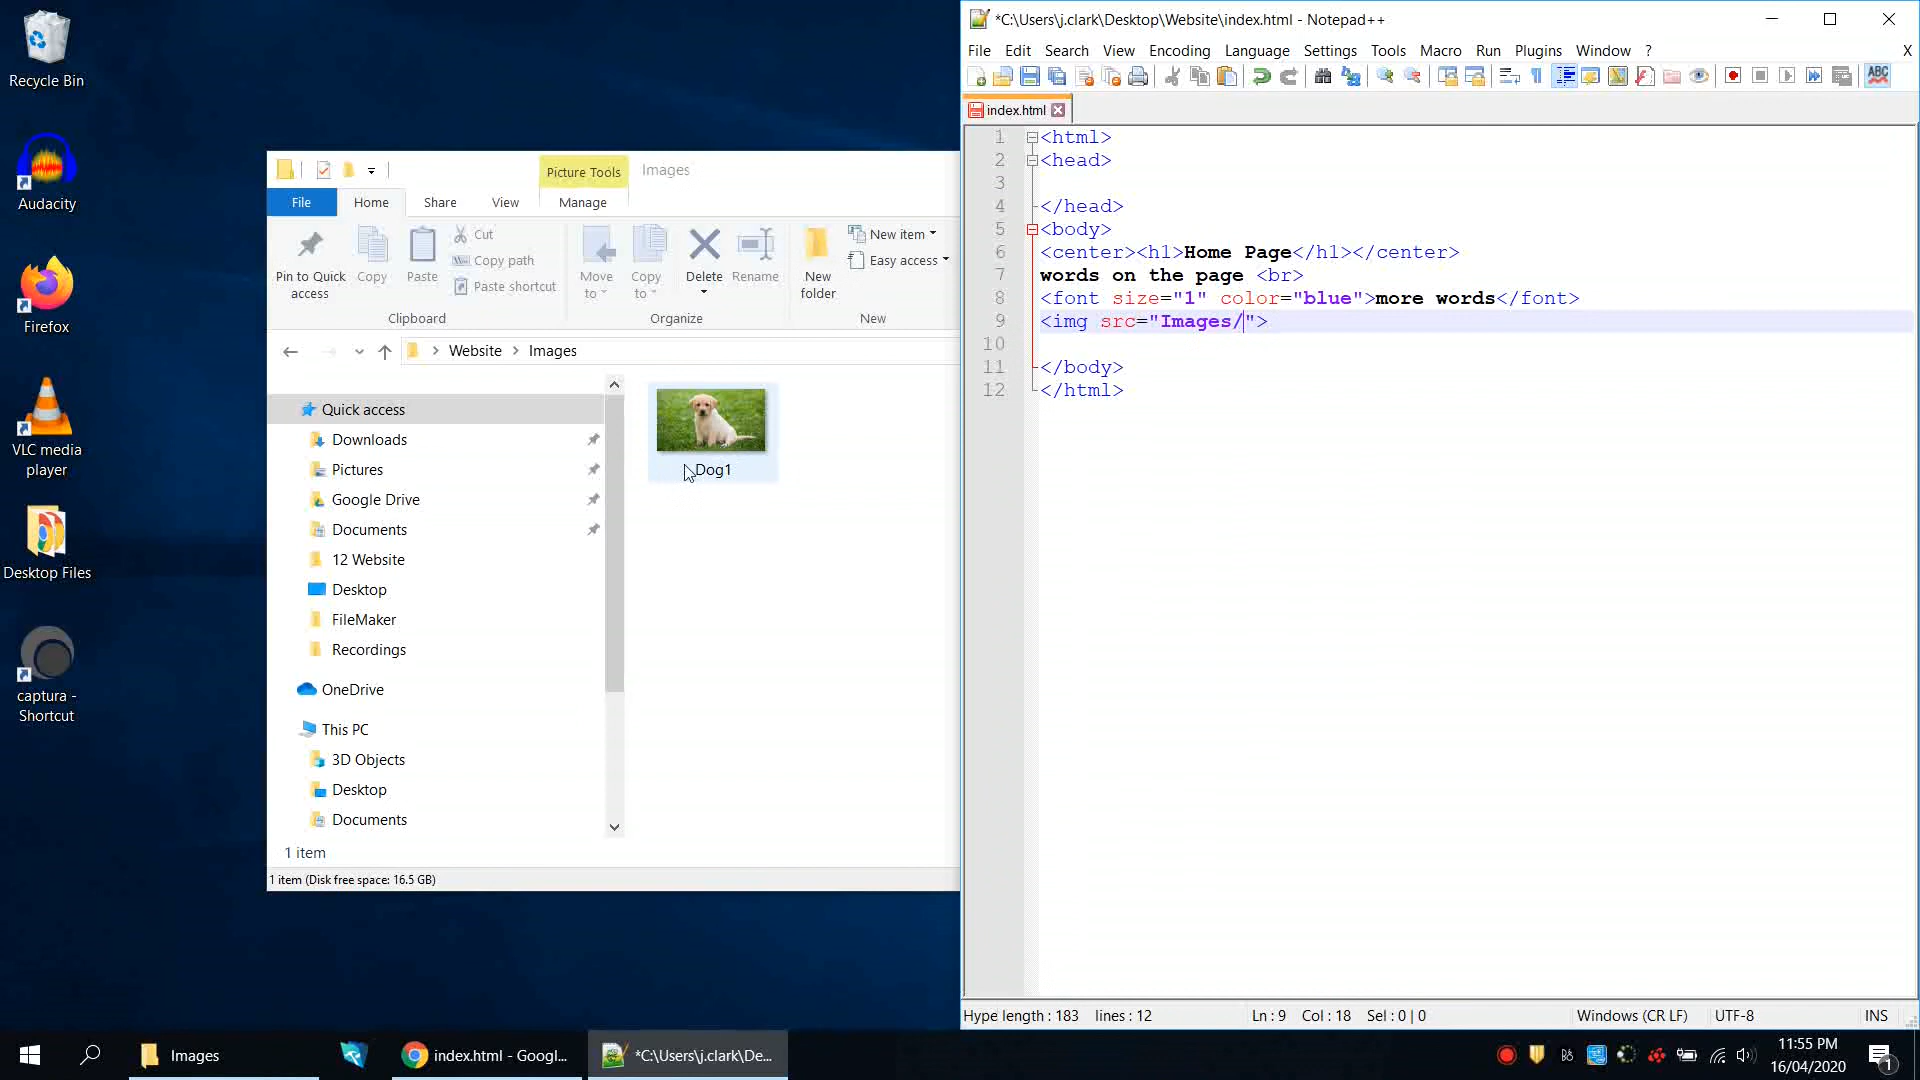 Recycle Bin
Audacity
Firefox
VLC media
player
Desktop Files
captura -
Shortcut
Picture Tools
Images
File
Home
Share
View
Manage
Pin to Quick
access
Copy
Paste
Cut
Copy path
Paste shortcut
Clipboard
Move
to
Copy
to
Delete
Rename
Organize
New
folder
New item
Easy access
New
Website > Images
Quick access
Downloads
Pictures
Google Drive
Documents
12 Website
Desktop
FileMaker
Recordings
OneDrive
This PC
3D Objects
Desktop
Documents
Dog1
1 item
1 item (Disk free space: 16.5 GB)
*C:\Users\j.clark\Desktop\Website\index.html - Notepad++
File Edit Search View Encoding Language Settings Tools Macro Run Plugins Window ? X
ABC
index.html
1 <html>
2 <head>
3
4 </head>
5 <body>
6 <center><h1>Home Page</h1></center>
7 words on the page <br>
8 <font size="1" color="blue">more words</font>
9 <img src="Images/">
10
11 </body>
12 </html>
Hype length : 183 lines : 12 Ln : 9 Col : 18 Sel : 0 | 0 Windows (CR LF) UTF-8 INS
Images
index.html - Googl...
*C:\Users\j.clark\De...
11:55 PM
16/04/2020
1